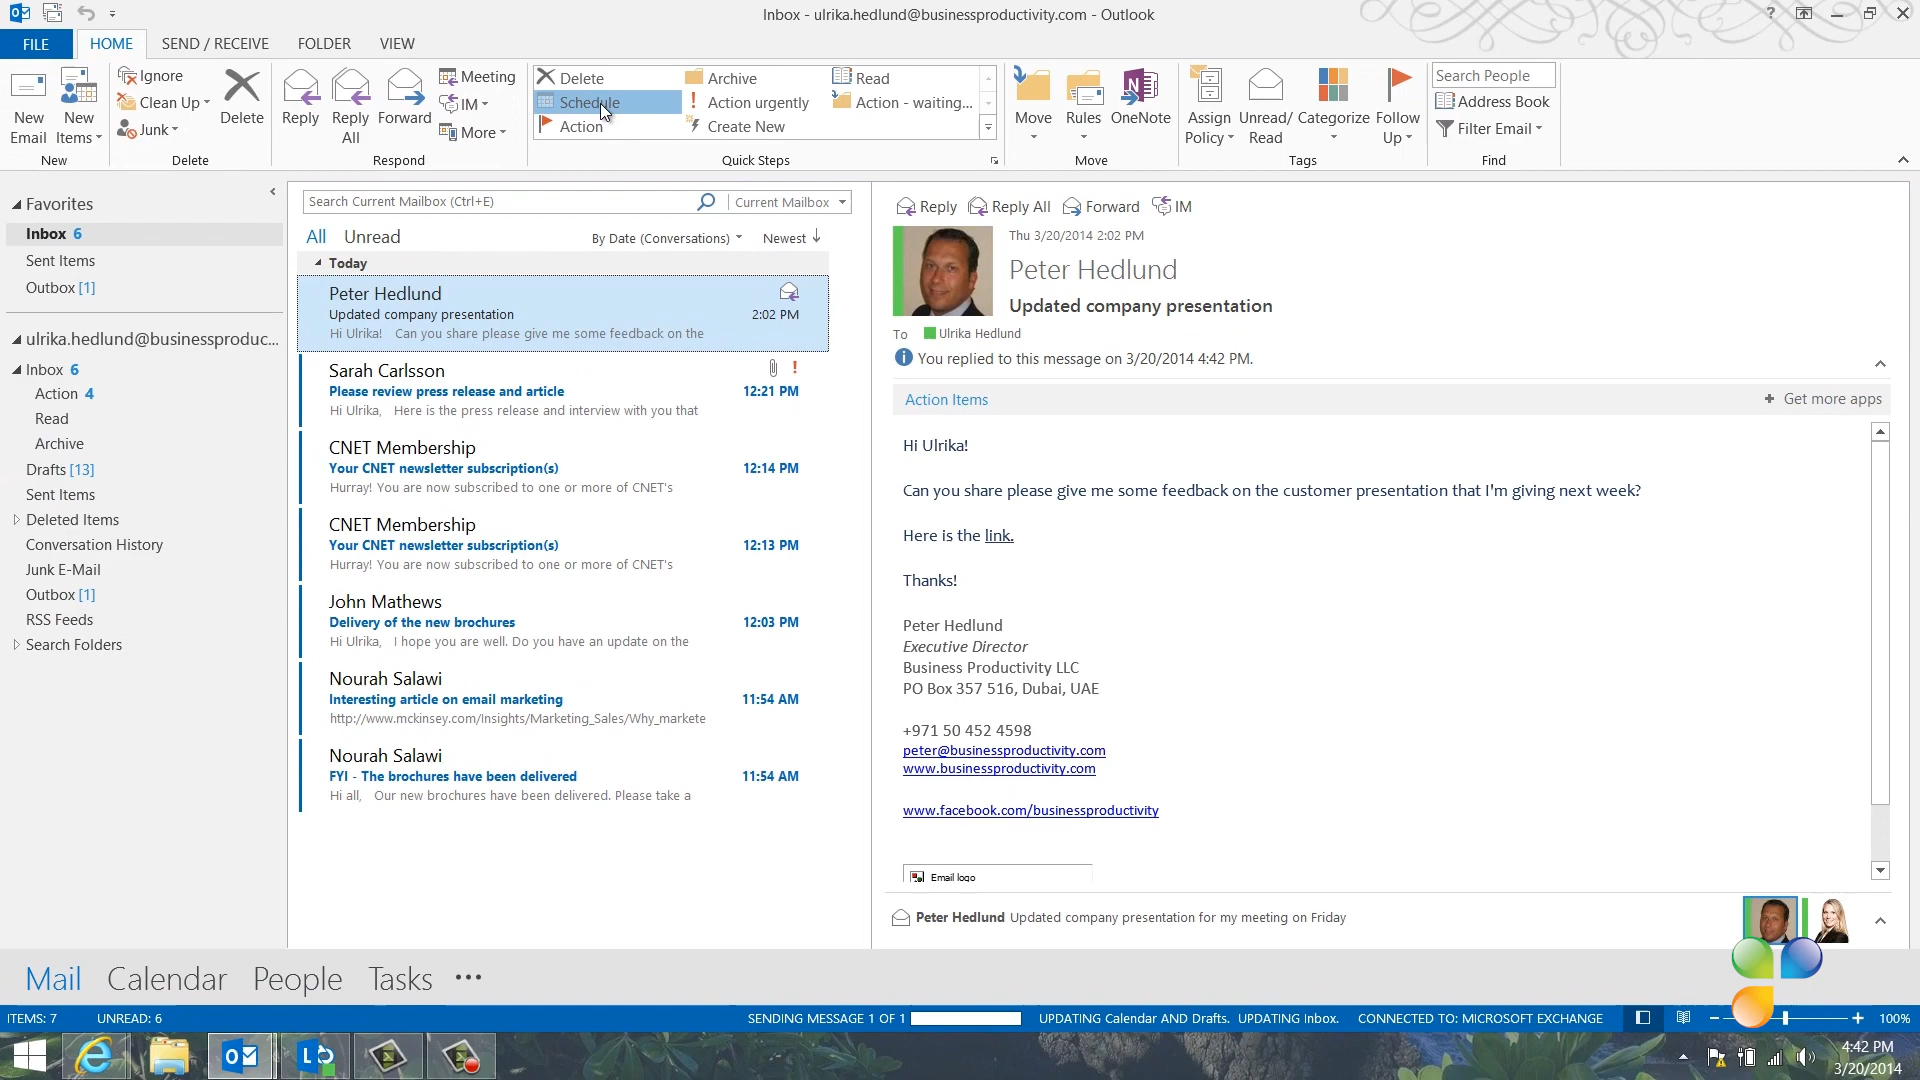 Inbox - ulrika.hedlund@businessproductivity.com - Outlook
FILE HOME SEND / RECEIVE FOLDER VIEW
New Email
New Items
New
Ignore
Clean Up
Junk
Delete
Delete
Reply
Reply All
Forward
Meeting
IM
More
Respond
Delete
Schedule
Action
Archive
Action urgently
Create New
Read
Action - waiting...
Quick Steps
Move
Rules
OneNote
Move
Assign Policy
Unread/ Read
Categorize
Follow Up
Tags
Search People
Address Book
Filter Email
Find
Favorites
Inbox 6
Sent Items
Outbox [1]
ulrika.hedlund@businessproduc...
Inbox 6
Action 4
Read
Archive
Drafts [13]
Sent Items
Deleted Items
Conversation History
Junk E-Mail
Outbox [1]
RSS Feeds
Search Folders
Search Current Mailbox (Ctrl+E)
Current Mailbox
All Unread
By Date (Conversations) Newest
Today
Peter Hedlund
Updated company presentation 2:02 PM
Hi Ulrika! Can you share please give me some feedback on the
Sarah Carlsson
Please review press release and article 12:21 PM
Hi Ulrika, Here is the press release and interview with you that
CNET Membership
Your CNET newsletter subscription(s) 12:14 PM
Hurray! You are now subscribed to one or more of CNET's
CNET Membership
Your CNET newsletter subscription(s) 12:13 PM
Hurray! You are now subscribed to one or more of CNET's
John Mathews
Delivery of the new brochures 12:03 PM
Hi Ulrika, I hope you are well. Do you have an update on the
Nourah Salawi
Interesting article on email marketing 11:54 AM
http://www.mckinsey.com/Insights/Marketing_Sales/Why_markete
Nourah Salawi
FYI - The brochures have been delivered 11:54 AM
Hi all, Our new brochures have been delivered. Please take a
Reply Reply All Forward IM
Thu 3/20/2014 2:02 PM
Peter Hedlund
Updated company presentation
To Ulrika Hedlund
You replied to this message on 3/20/2014 4:42 PM.
Action Items
+ Get more apps
Hi Ulrika!
Can you share please give me some feedback on the customer presentation that I'm giving next week?
Here is the link.
Thanks!
Peter Hedlund
Executive Director
Business Productivity LLC
PO Box 357 516, Dubai, UAE
+971 50 452 4598
peter@businessproductivity.com
www.businessproductivity.com
www.facebook.com/businessproductivity
Email logo
Peter Hedlund Updated company presentation for my meeting on Friday
Mail Calendar People Tasks •••
ITEMS: 7 UNREAD: 6 SENDING MESSAGE 1 OF 1 UPDATING Calendar AND Drafts. UPDATING Inbox. CONNECTED TO: MICROSOFT EXCHANGE 100%
4:42 PM
3/20/2014